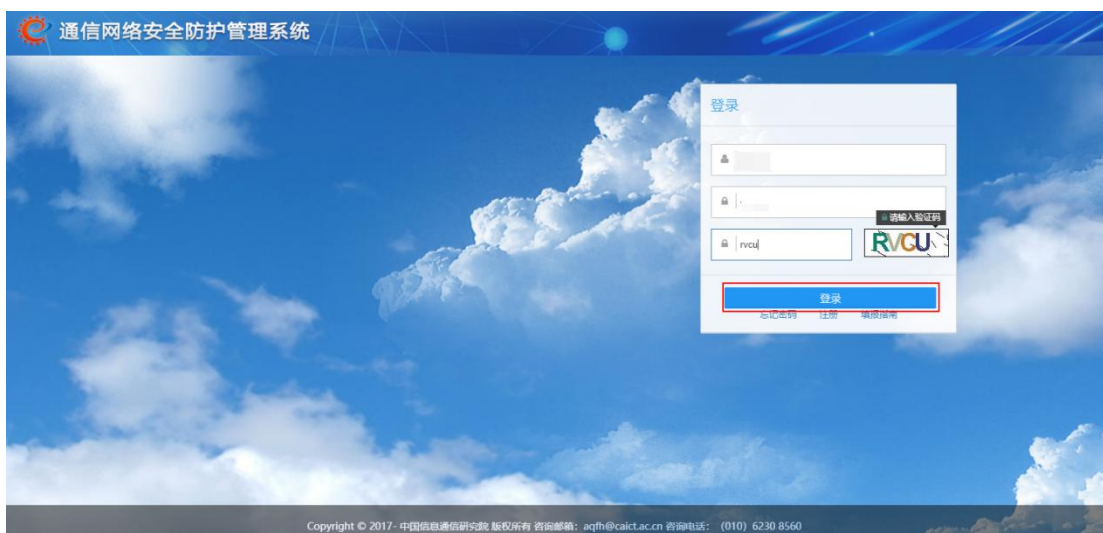 通信网络安全防护管理系统
登录
请输入验证码
rvcu
RVCU
登录
忘记密码 注册 填报指南
Copyright © 2017- 中国信息通信研究院 版权所有 咨询邮箱：aqfh@caict.ac.cn 咨询电话： (010) 6230 8560